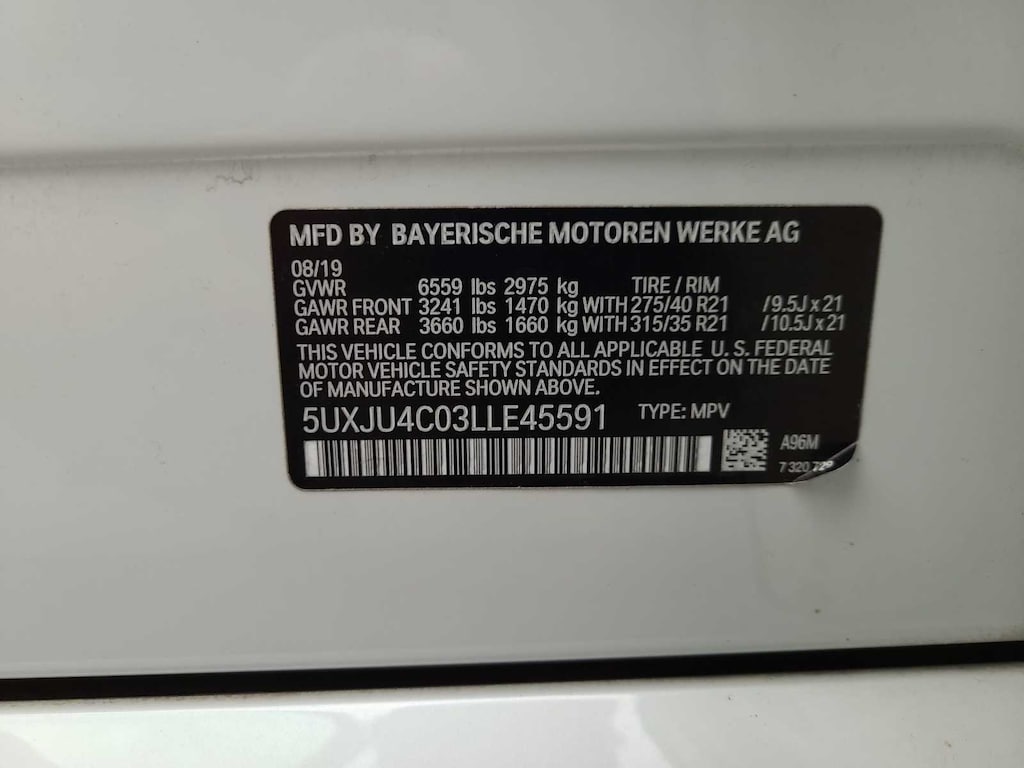 MFD BY BAYERISCHE MOTOREN WERKE AG
08/19
GVWR 6559 lbs 2975 kg TIRE / RIM
GAWR FRONT 3241 lbs 1470 kg WITH 275/40 R21 /9.5J x 21
GAWR REAR 3660 lbs 1660 kg WITH 315/35 R21 /10.5J x 21
THIS VEHICLE CONFORMS TO ALL APPLICABLE U. S. FEDERAL
MOTOR VEHICLE SAFETY STANDARDS IN EFFECT ON THE DATE
OF MANUFACTURE SHOWN ABOVE.
5UXJU4C03LLE45591 TYPE: MPV
A96M
7 320 729